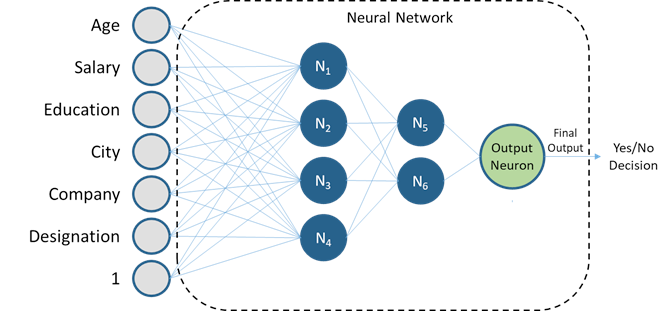 Neural Network
Age
Salary
Education
City
Company
Designation
1
N1
N2
N3
N4
N5
N6
Output
Neuron
Final
Output
Yes/No
Decision